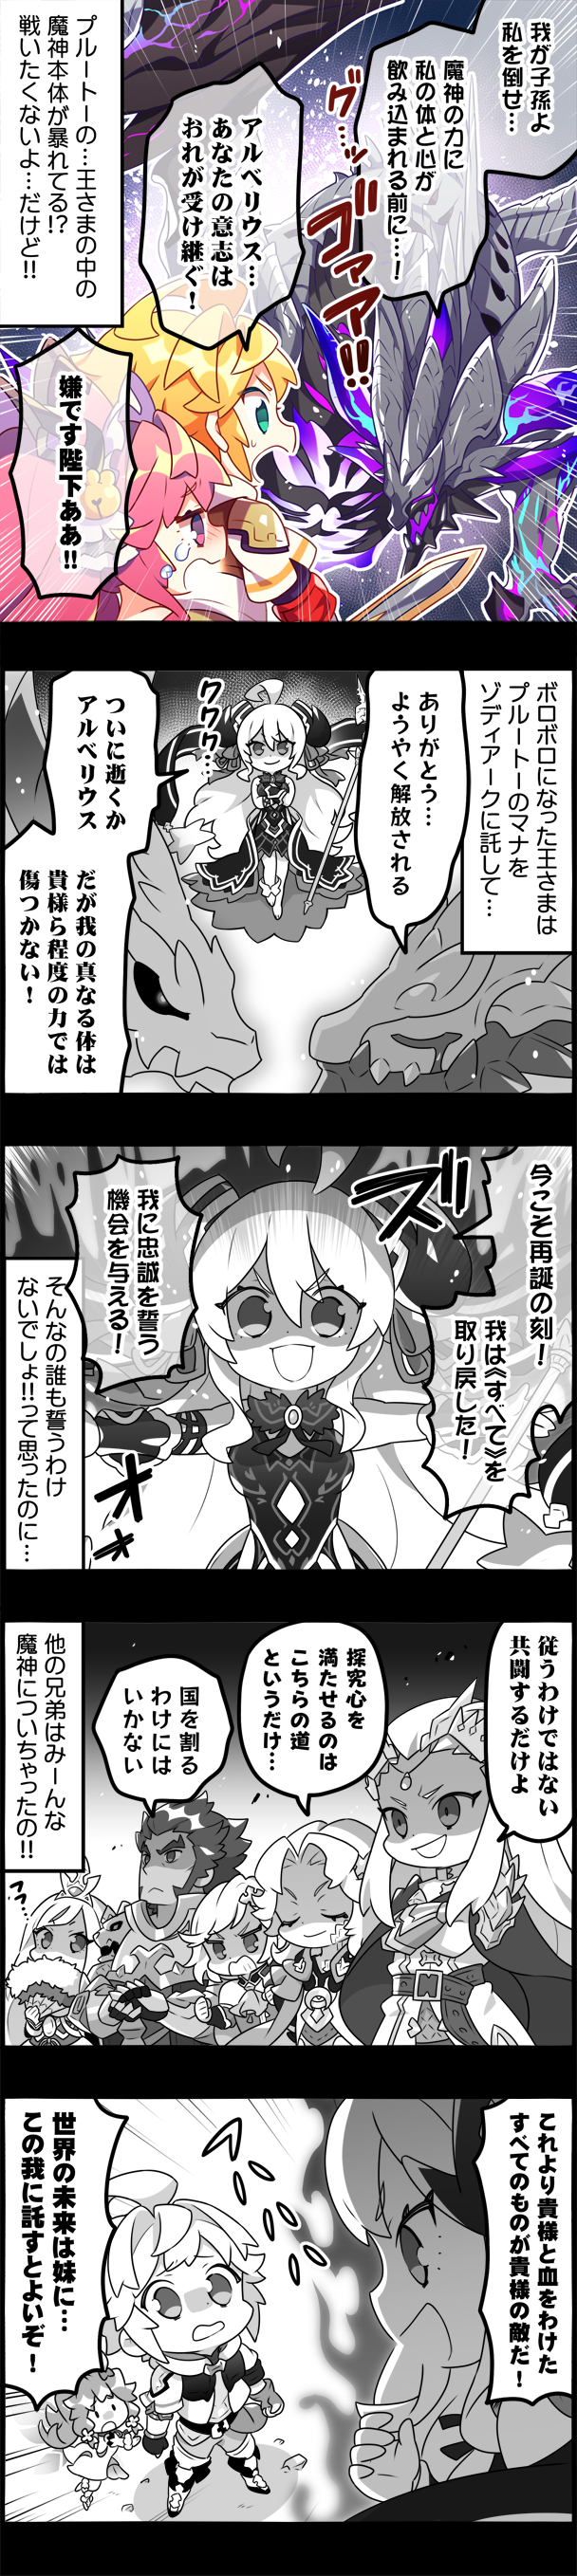 我が子孫よ
私を倒せ…
魔神の力に
私の体と心が
飲み込まれる前に…！
グ…ッ
ゴアア!!
アルベリウス…
あなたの意志は
おれが受け継ぐ！
プルートーの…王さまの中の
魔神本体が暴れてる!?
戦いたくないよ…だけど!!
嫌です陛下ああ!!
ボロボロになった王さまは
プルートーのマナを
ゾディアークに託して…
ありがとう…
ようやく解放される
ククク…
ついに逝くか
アルベリウス
だが我の真なる体は
貴様ら程度の力では
傷つかない！
今こそ再誕の刻！
我は《すべて》を
取り戻した！
ズズ
我に忠誠を誓う
機会を与える！
オォ
そんなの誰も誓うわけ
ないでしょ!!って思ったのに…
従うわけではない
共闘するだけよ
探究心を
満たせるのは
こちらの道
というだけ…
国を割る
わけには
いかない
他の兄弟はみーんな
魔神についちゃったの!!
これより貴様と血をわけた
すべてのものが貴様の敵だ！
世界の未来は妹に…
この我に託すとよいぞ！